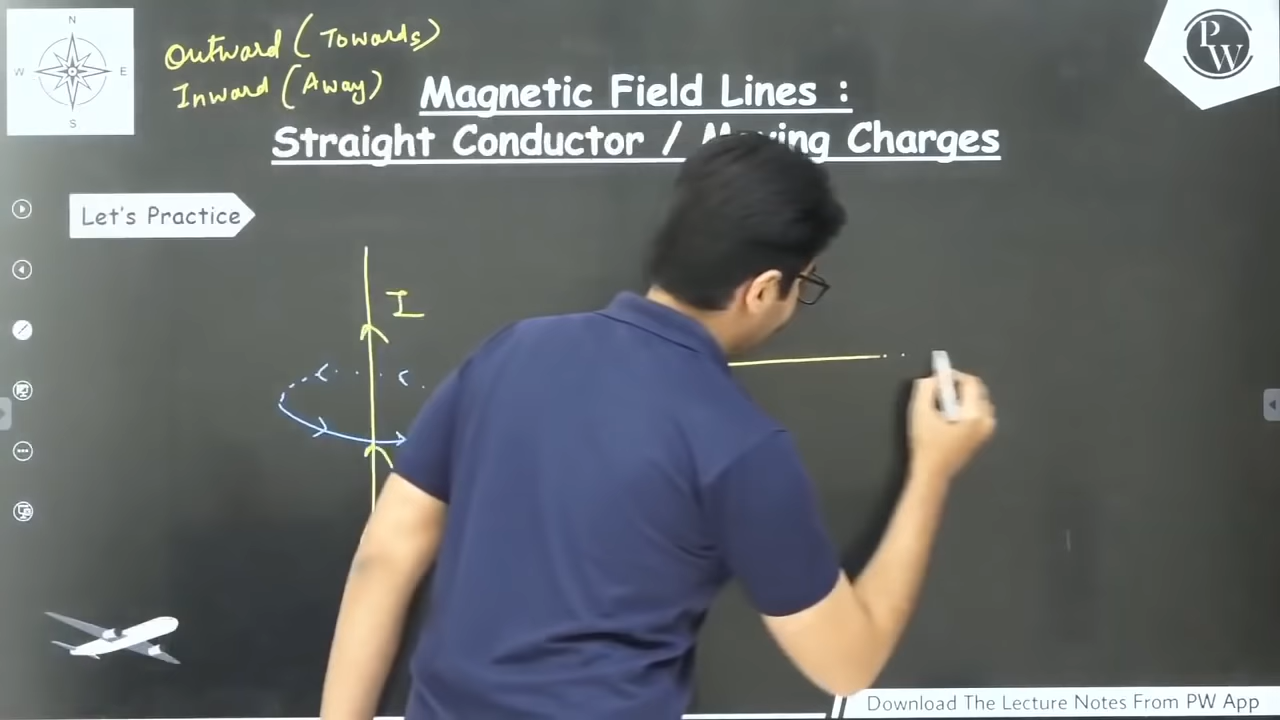 N
W E
S
Outward (Towards)
Inward (Away)
Magnetic Field Lines :
Straight Conductor / Moving Charges
PW
Let's Practice
I
Download The Lecture Notes From PW App